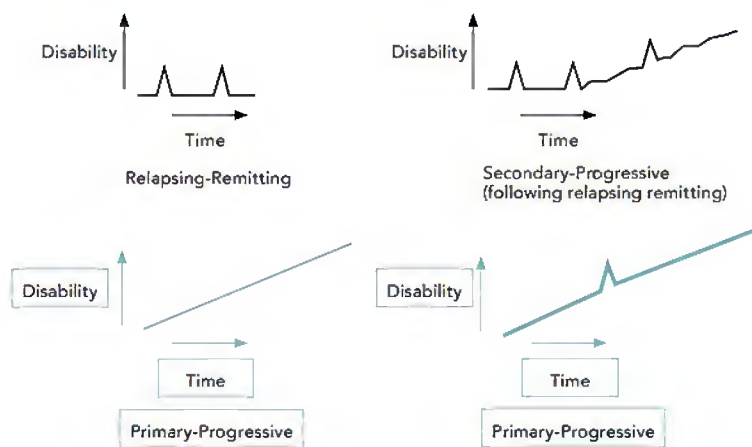 Disability
Time
Relapsing-Remitting
Disability
Time
Secondary-Progressive
(following relapsing remitting)
Disability
Time
Primary-Progressive
Disability
Time
Primary-Progressive